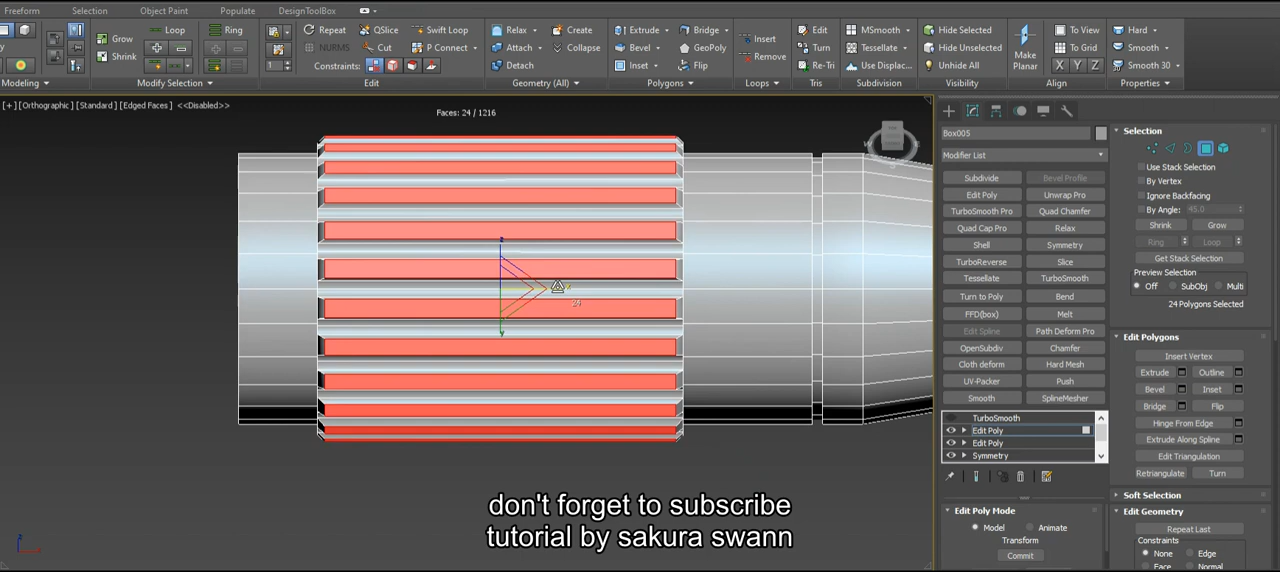 Freeform Selection Object Paint Populate DesignToolBox
Grow Loop Ring Repeat QSlice Swift Loop Relax Create Extrude Bridge Insert Edit MSmooth Hide Selected To View Hard
Shrink NURMS Cut P Connect Attach Collapse Bevel GeoPoly Remove Turn Tessellate Hide Unselected Make Planar To Grid Smooth
1 Constraints: Detach Inset Flip Re-Tri Use Displac... Unhide All X Y Z Smooth 30
Modeling Modify Selection Edit Geometry (All) Polygons Loops Tris Subdivision Visibility Align Properties
[+] [Orthographic] [Standard] [Edged Faces] <<Disabled>>
Faces: 24 / 1216
z
24
y
z
don't forget to subscribe
tutorial by sakura swann
Box005
Modifier List
Subdivide Bevel Profile
Edit Poly Unwrap Pro
TurboSmooth Pro Quad Chamfer
Quad Cap Pro Relax
Shell Symmetry
TurboReverse Slice
Tessellate TurboSmooth
Turn to Poly Bend
FFD(box) Melt
Edit Spline Path Deform Pro
OpenSubdiv Chamfer
Cloth deform Hard Mesh
UV-Packer Push
Smooth SplineMesher
TurboSmooth
Edit Poly
Edit Poly
Symmetry
Edit Poly Mode
Model Animate
Transform
Commit
Selection
Use Stack Selection
By Vertex
Ignore Backfacing
By Angle: 45.0
Shrink Grow
Ring Loop
Get Stack Selection
Preview Selection
Off SubObj Multi
24 Polygons Selected
Edit Polygons
Insert Vertex
Extrude Outline
Bevel Inset
Bridge Flip
Hinge From Edge
Extrude Along Spline
Edit Triangulation
Retriangulate Turn
Soft Selection
Edit Geometry
Repeat Last
Constraints
None Edge
Face Normal